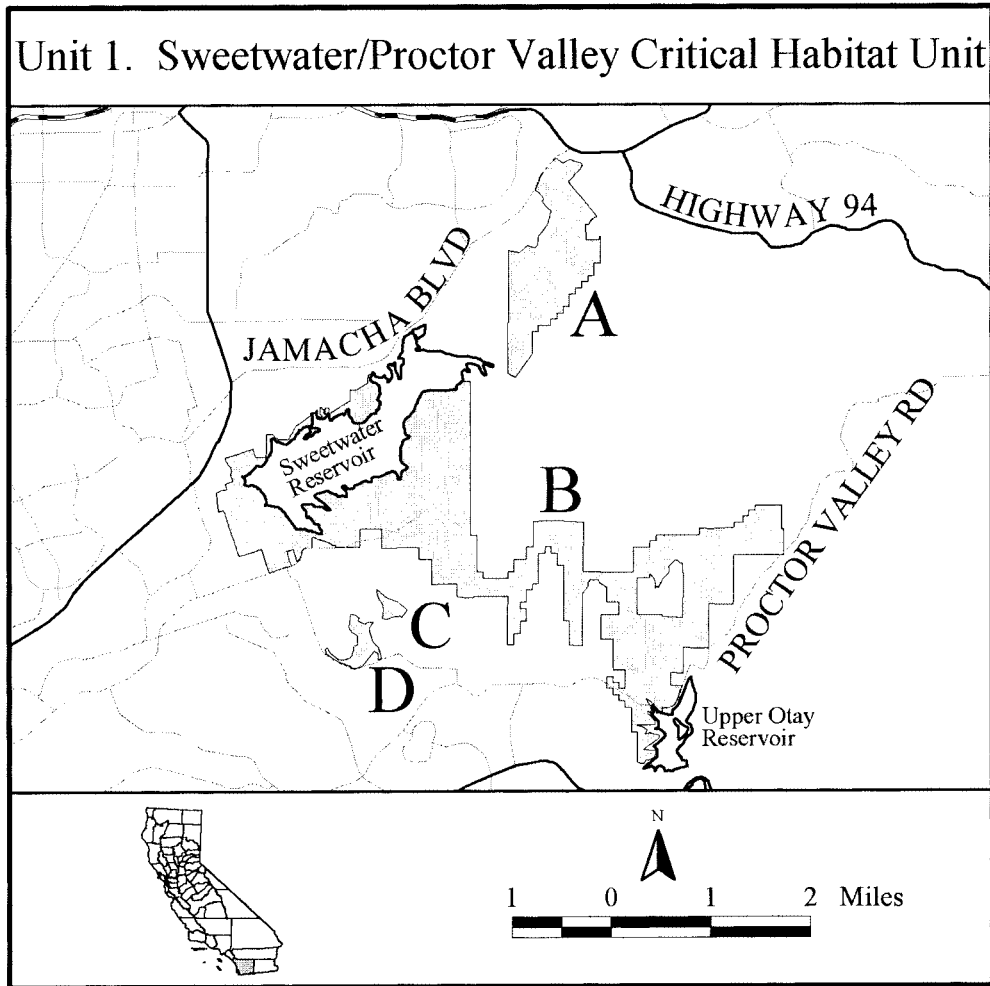 Unit 1. Sweetwater/Proctor Valley Critical Habitat Unit
HIGHWAY 94
JAMACHA BLVD
A
Sweetwater
Reservoir
B
PROCTOR VALLEY RD
C
D
Upper Otay
Reservoir
N
1 0 1 2 Miles